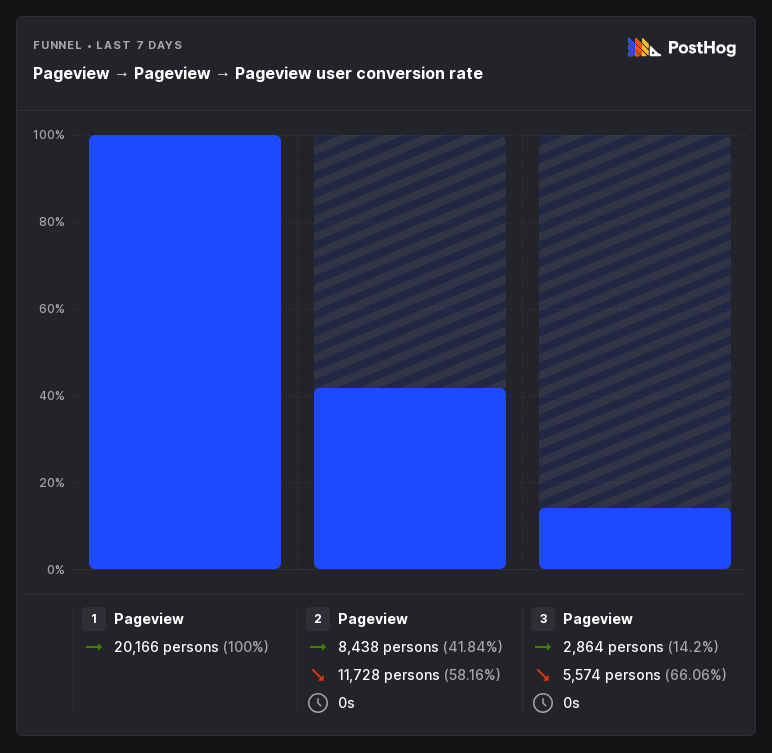 FUNNEL • LAST 7 DAYS
PostHog
Pageview → Pageview → Pageview user conversion rate
100%
80%
60%
40%
20%
0%
1 Pageview
20,166 persons (100%)
2 Pageview
8,438 persons (41.84%)
11,728 persons (58.16%)
0s
3 Pageview
2,864 persons (14.2%)
5,574 persons (66.06%)
0s